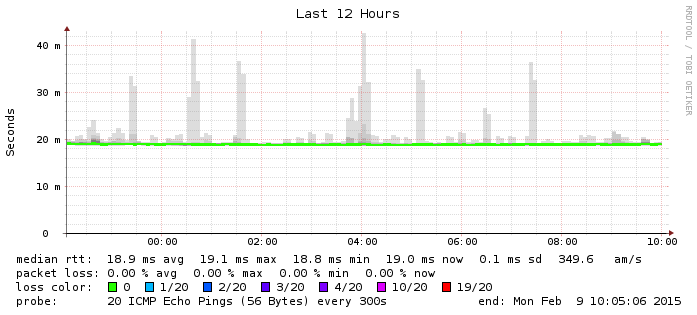 Last 12 Hours
RRDTOOL / TOBI OETIKER
Seconds
40 m
30 m
20 m
10 m
0
00:00 02:00 04:00 06:00 08:00 10:00
median rtt: 18.9 ms avg 19.1 ms max 18.8 ms min 19.0 ms now 0.1 ms sd 349.6 am/s
packet loss: 0.00 % avg 0.00 % max 0.00 % min 0.00 % now
loss color: 0 1/20 2/20 3/20 4/20 10/20 19/20
probe: 20 ICMP Echo Pings (56 Bytes) every 300s end: Mon Feb 9 10:05:06 2015